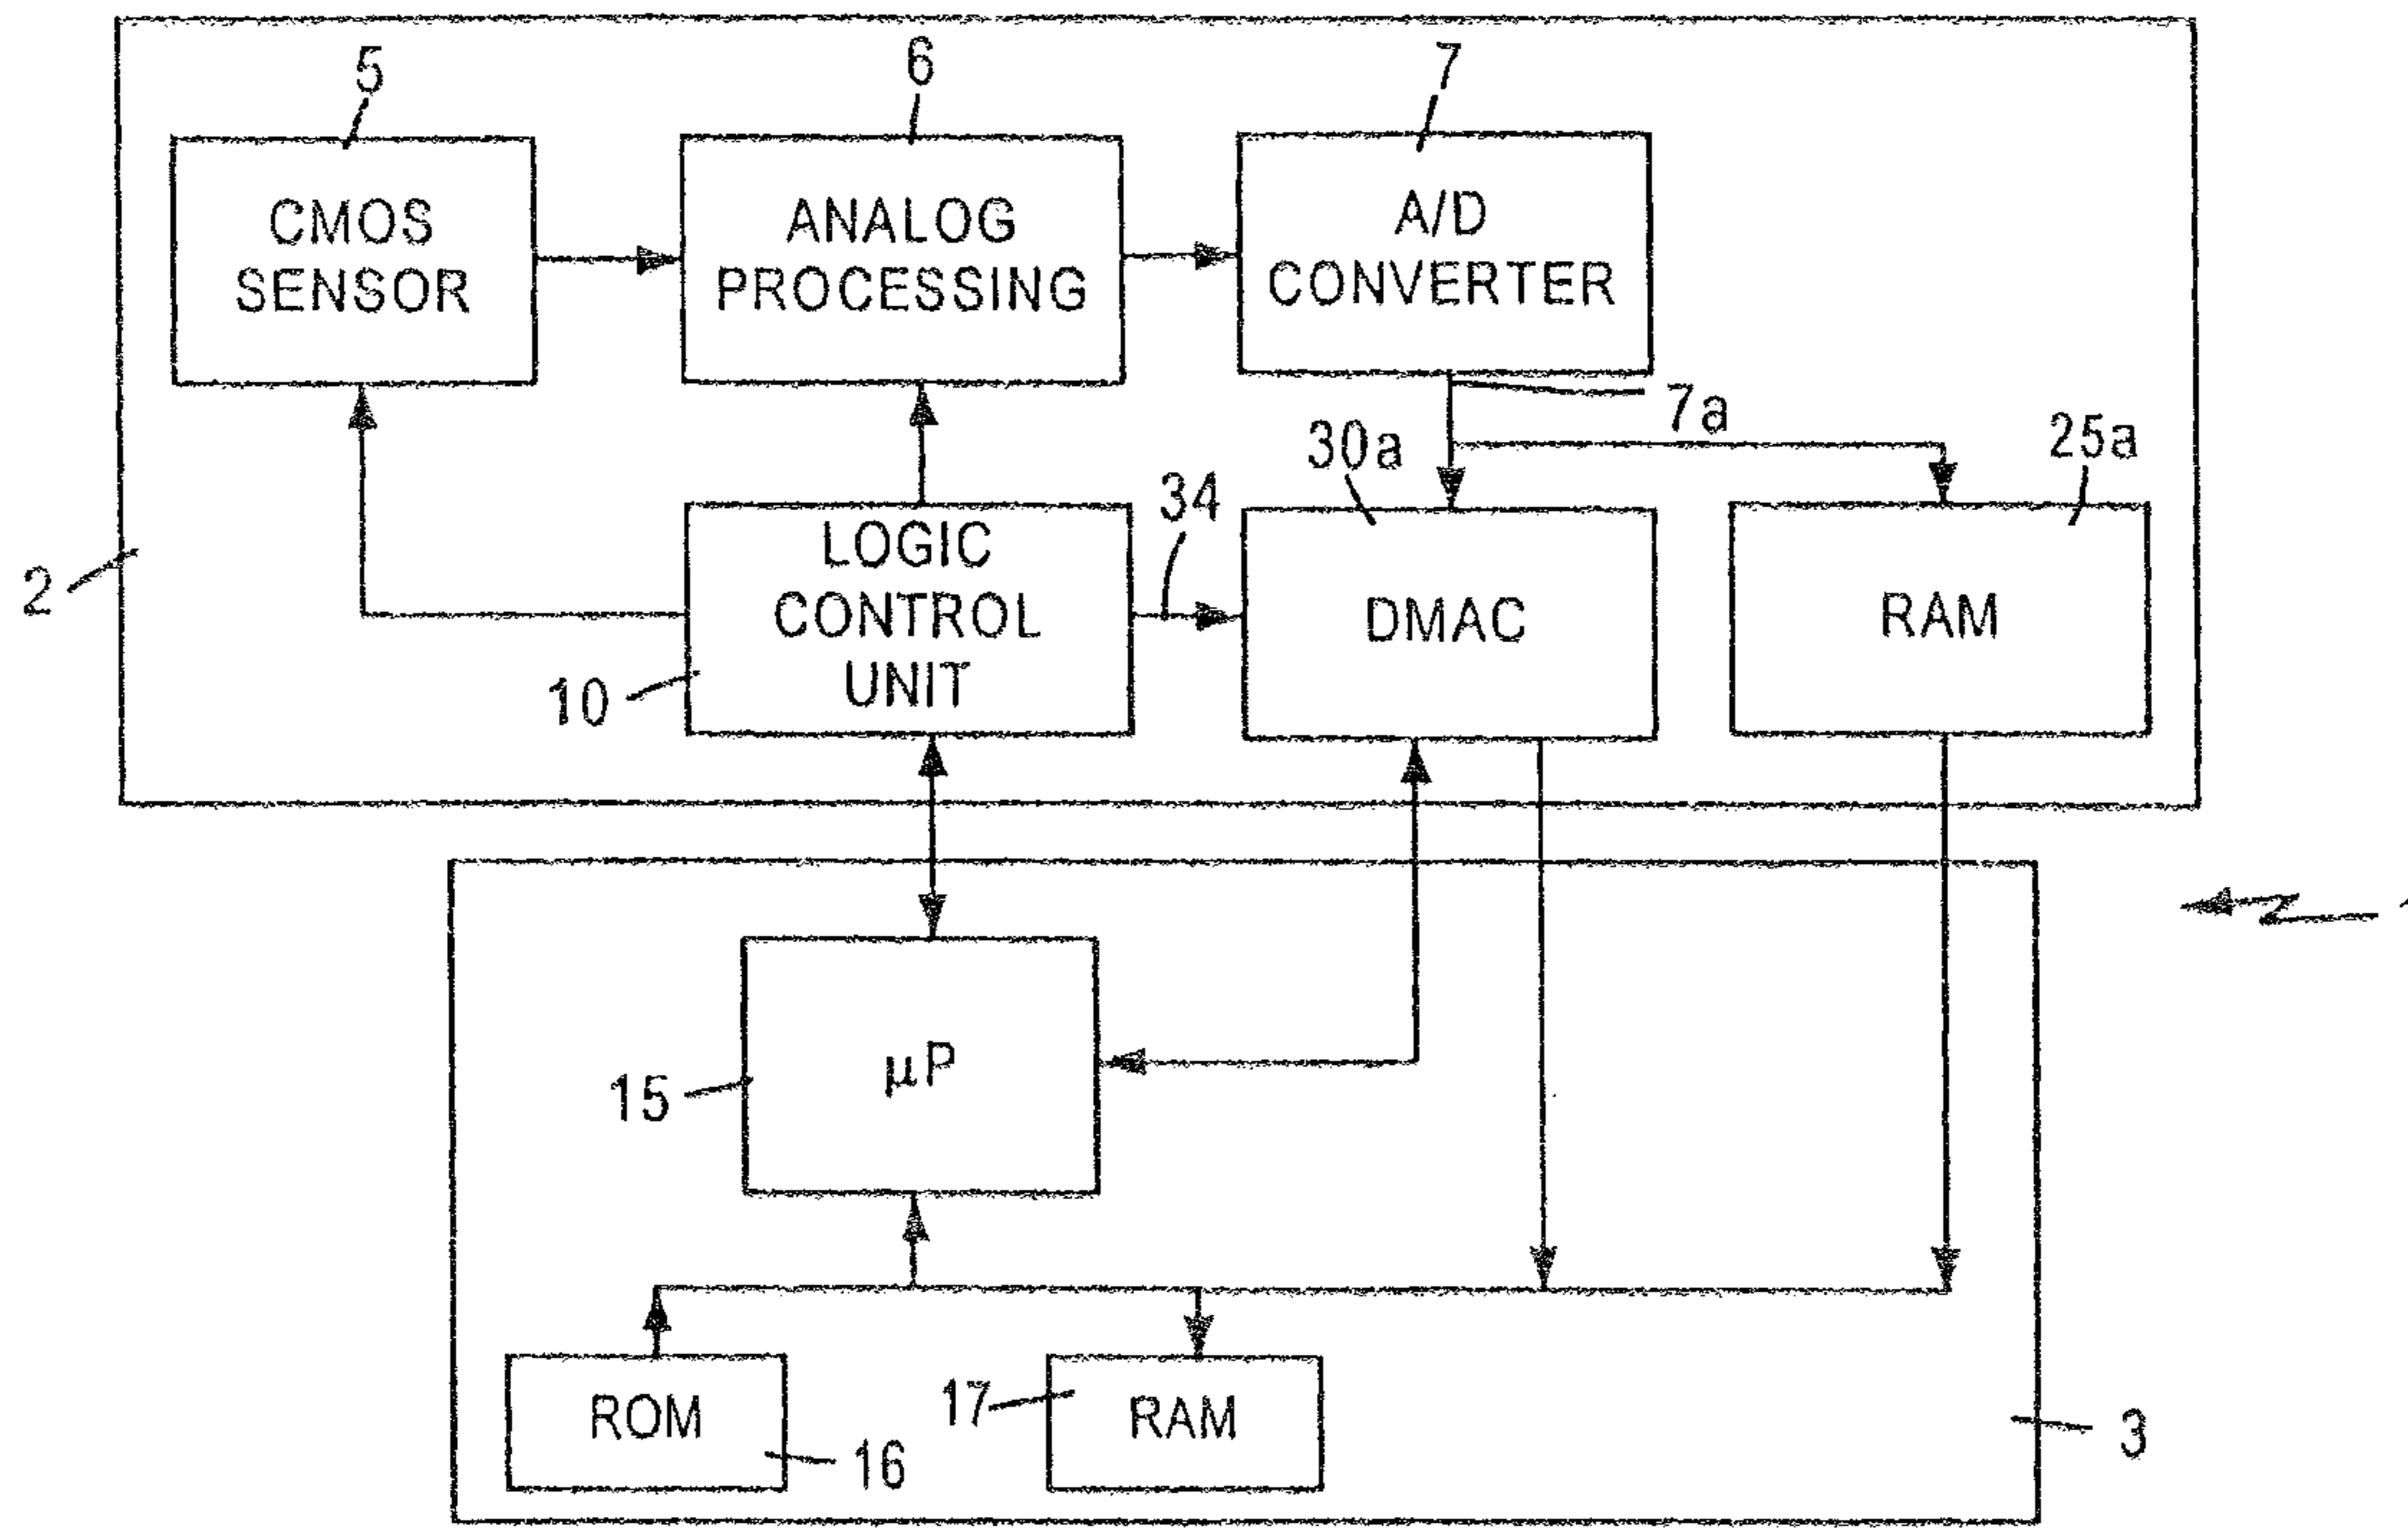 5
6
7
CMOS
SENSOR
ANALOG
PROCESSING
A/D
CONVERTER
7a
30a
25a
34
2
LOGIC
CONTROL
UNIT
DMAC
RAM
10
15
µP
ROM
16
17
RAM
3